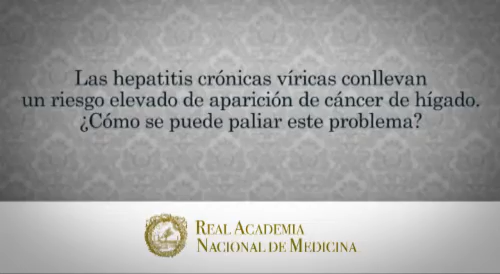 Las hepatitis crónicas víricas conllevan
un riesgo elevado de aparición de cáncer de hígado.
¿Cómo se puede paliar este problema?
REAL ACADEMIA
NACIONAL DE MEDICINA